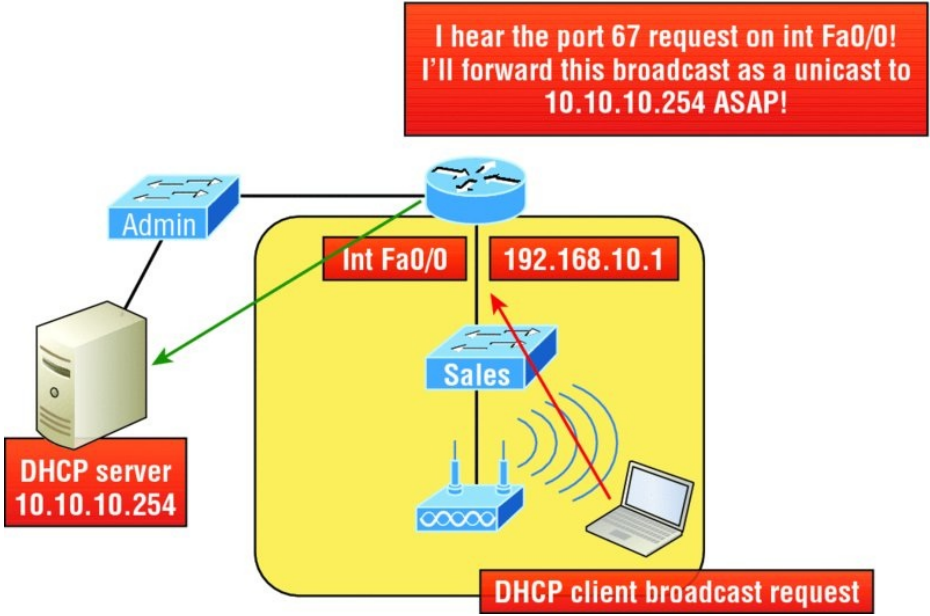 I hear the port 67 request on int Fa0/0!
I'll forward this broadcast as a unicast to
10.10.10.254 ASAP!
Admin
Int Fa0/0
192.168.10.1
Sales
DHCP server
10.10.10.254
DHCP client broadcast request